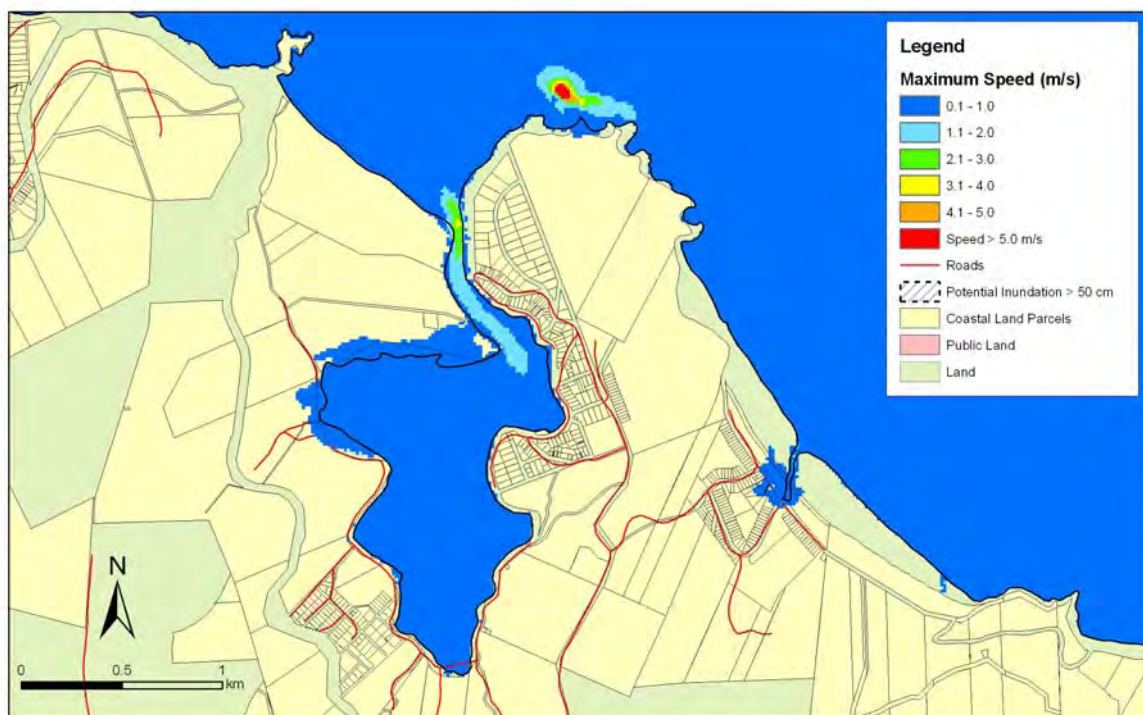 Legend
Maximum Speed (m/s)
0.1 - 1.0
1.1 - 2.0
2.1 - 3.0
3.1 - 4.0
4.1 - 5.0
Speed > 5.0 m/s
Roads
Potential Inundation > 50 cm
Coastal Land Parcels
Public Land
Land
N
0 0.5 1
km